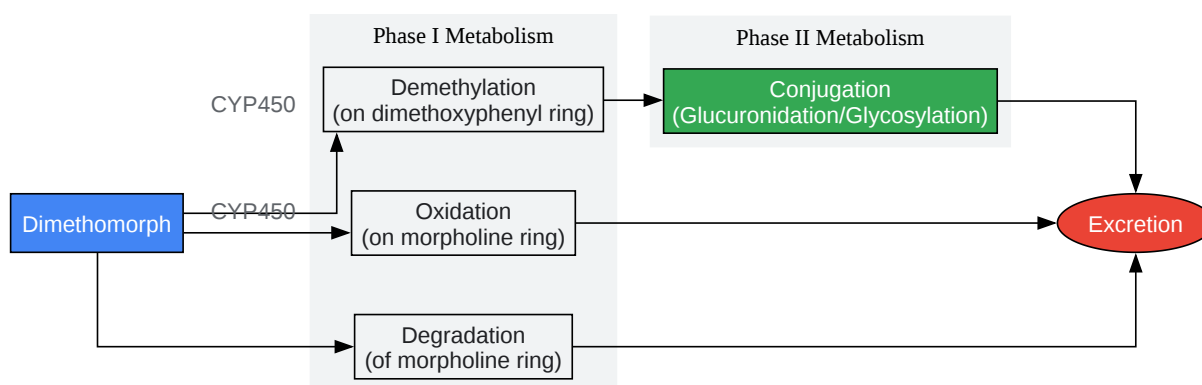 Phase I Metabolism
Phase II Metabolism
Demethylation
(on dimethoxyphenyl ring)
Conjugation
(Glucuronidation/Glycosylation)
CYP450
CYP450
Dimethomorph
Oxidation
(on morpholine ring)
Excretion
Degradation
(of morpholine ring)